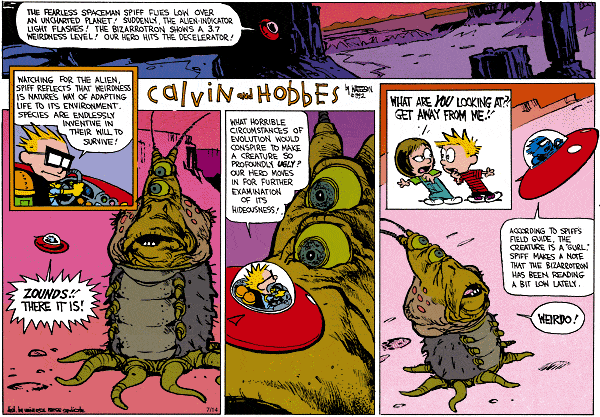 THE FEARLESS SPACEMAN SPIFF FLIES LOW OVER
AN UNCHARTED PLANET! SUDDENLY, THE ALIEN-INDICATOR
LIGHT FLASHES! THE BIZARROTRON SHOWS A 3.7
WEIRDNESS LEVEL! OUR HERO HITS THE DECELERATOR!
calvin and HOBBES
by WATTERSON
WATCHING FOR THE ALIEN,
SPIFF REFLECTS THAT WEIRDNESS
IS NATURE'S WAY OF ADAPTING
LIFE TO ITS ENVIRONMENT.
SPECIES ARE ENDLESSLY
INVENTIVE IN
THEIR WILL TO
SURVIVE!
ZOUNDS!!
THERE IT IS!
7/14
WHAT HORRIBLE
CIRCUMSTANCES OF
EVOLUTION WOULD
CONSPIRE TO MAKE
A CREATURE SO
PROFOUNDLY UGLY?
OUR HERO MOVES
IN FOR FURTHER
EXAMINATION
OF ITS
HIDEOUSNESS!
WHAT ARE YOU LOOKING AT?
GET AWAY FROM ME!!
ACCORDING TO SPIFF'S
FIELD GUIDE, THE
CREATURE IS A "GURL."
SPIFF MAKES A NOTE
THAT THE BIZARROTRON
HAS BEEN READING
A BIT LOW LATELY.
WEIRDO!